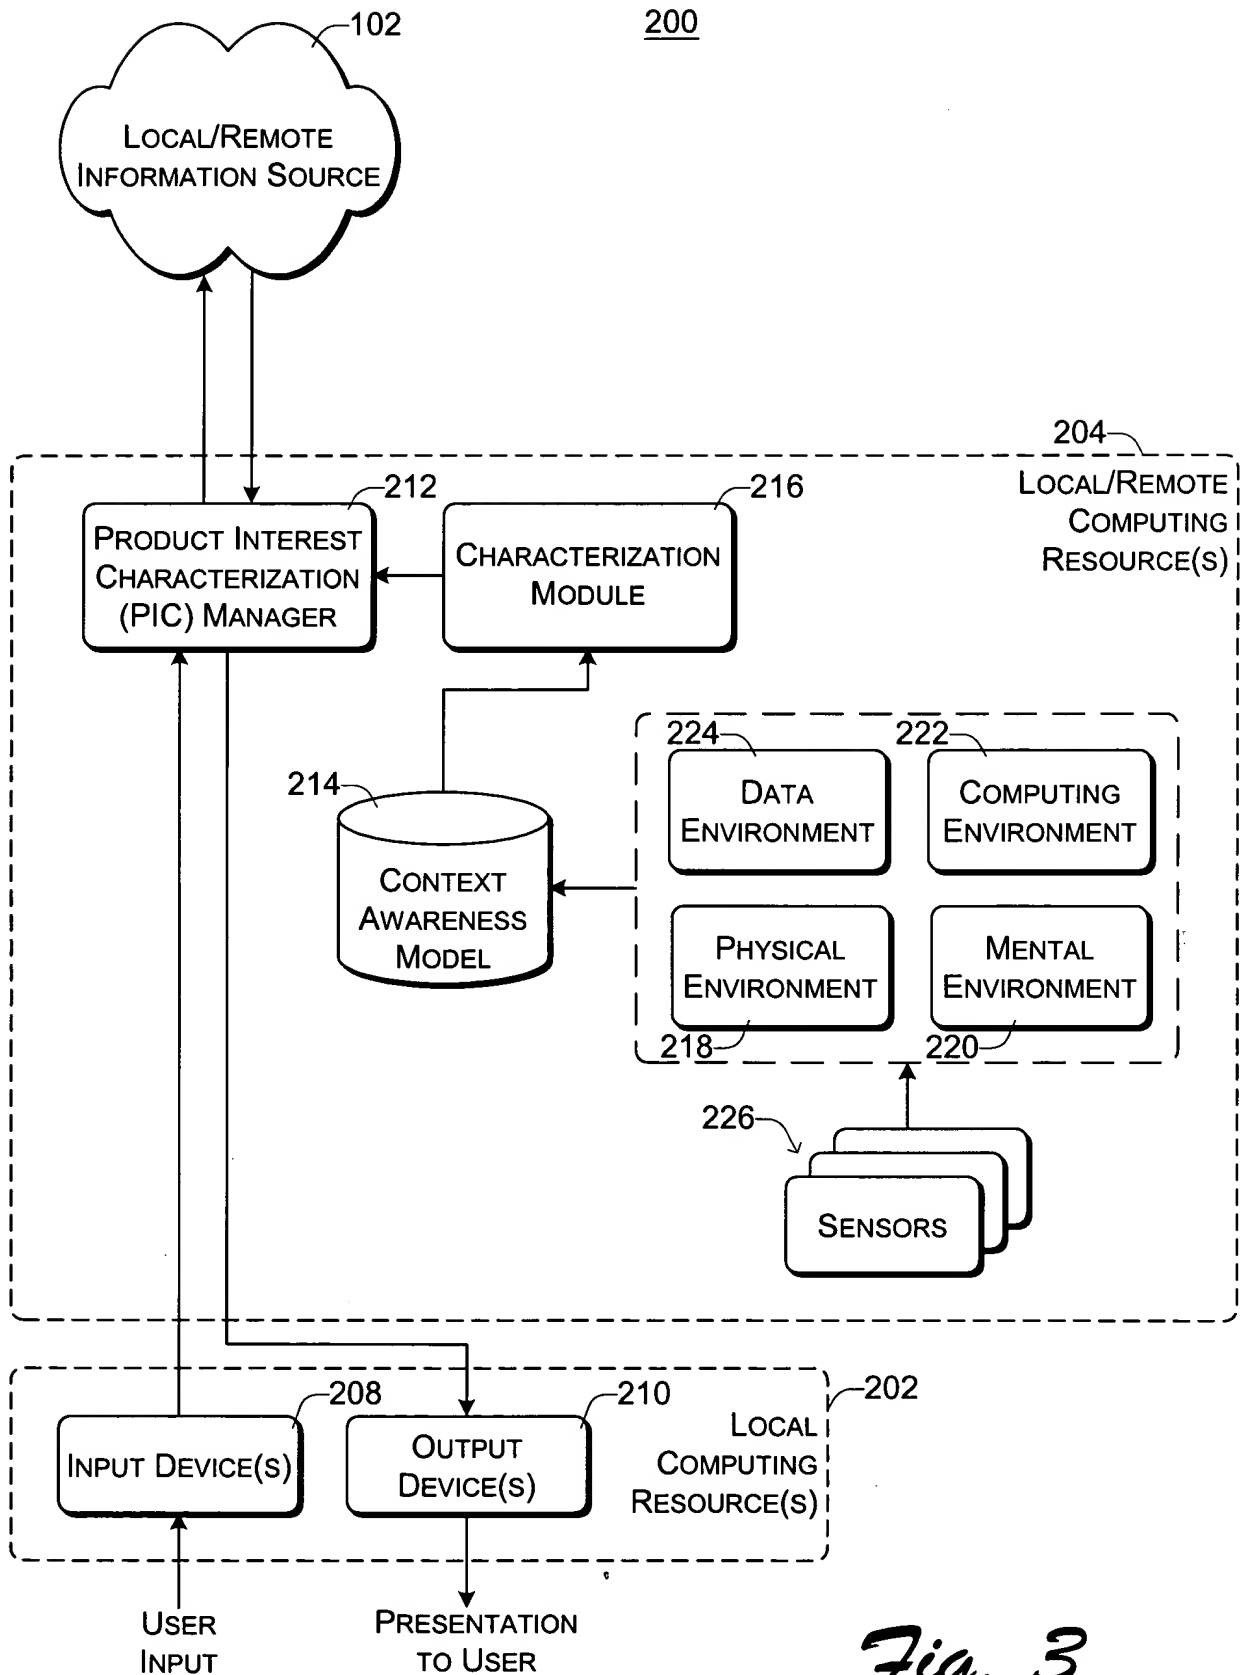 200
102
LOCAL/REMOTE
INFORMATION SOURCE
204
LOCAL/REMOTE
COMPUTING
RESOURCE(S)
212
PRODUCT INTEREST
CHARACTERIZATION
(PIC) MANAGER
216
CHARACTERIZATION
MODULE
214
CONTEXT
AWARENESS
MODEL
224
DATA
ENVIRONMENT
222
COMPUTING
ENVIRONMENT
PHYSICAL
ENVIRONMENT
218
MENTAL
ENVIRONMENT
220
226
SENSORS
202
LOCAL
COMPUTING
RESOURCE(S)
208
INPUT DEVICE(S)
210
OUTPUT
DEVICE(S)
USER
INPUT
PRESENTATION
TO USER
Fig. 3